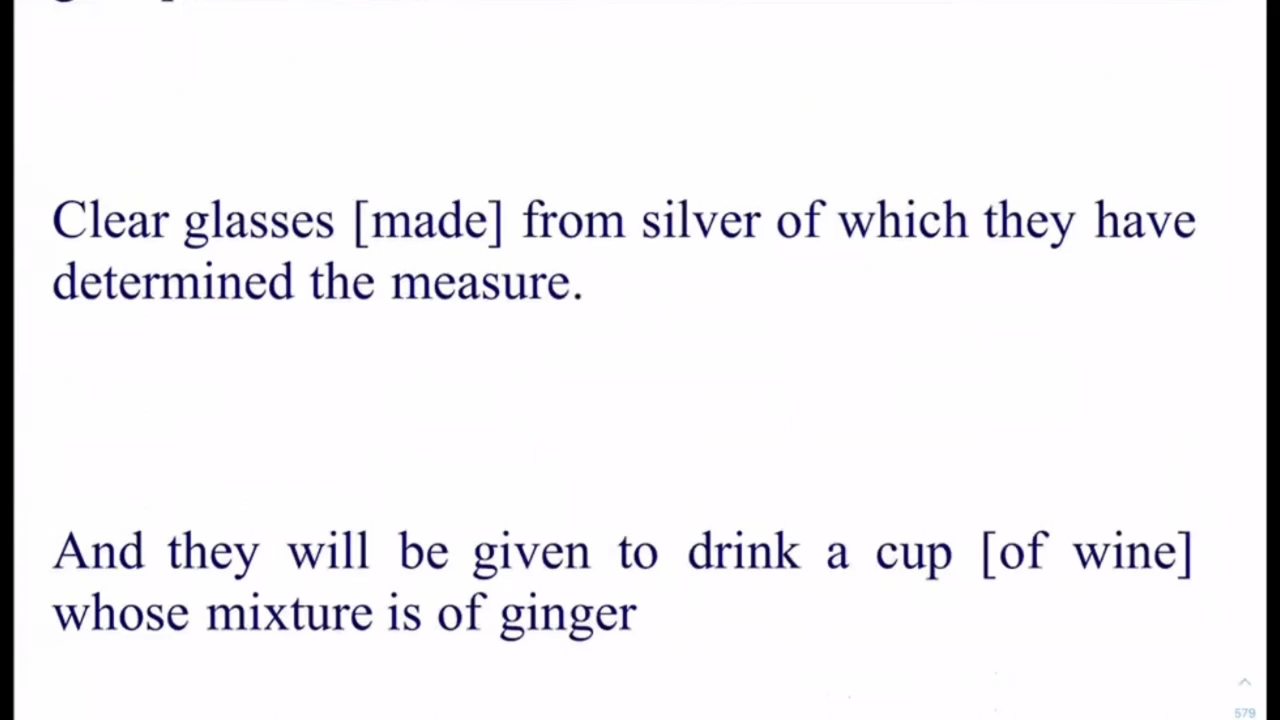 Clear glasses [made] from silver of which they have
determined the measure.
And they will be given to drink a cup [of wine]
whose mixture is of ginger
579